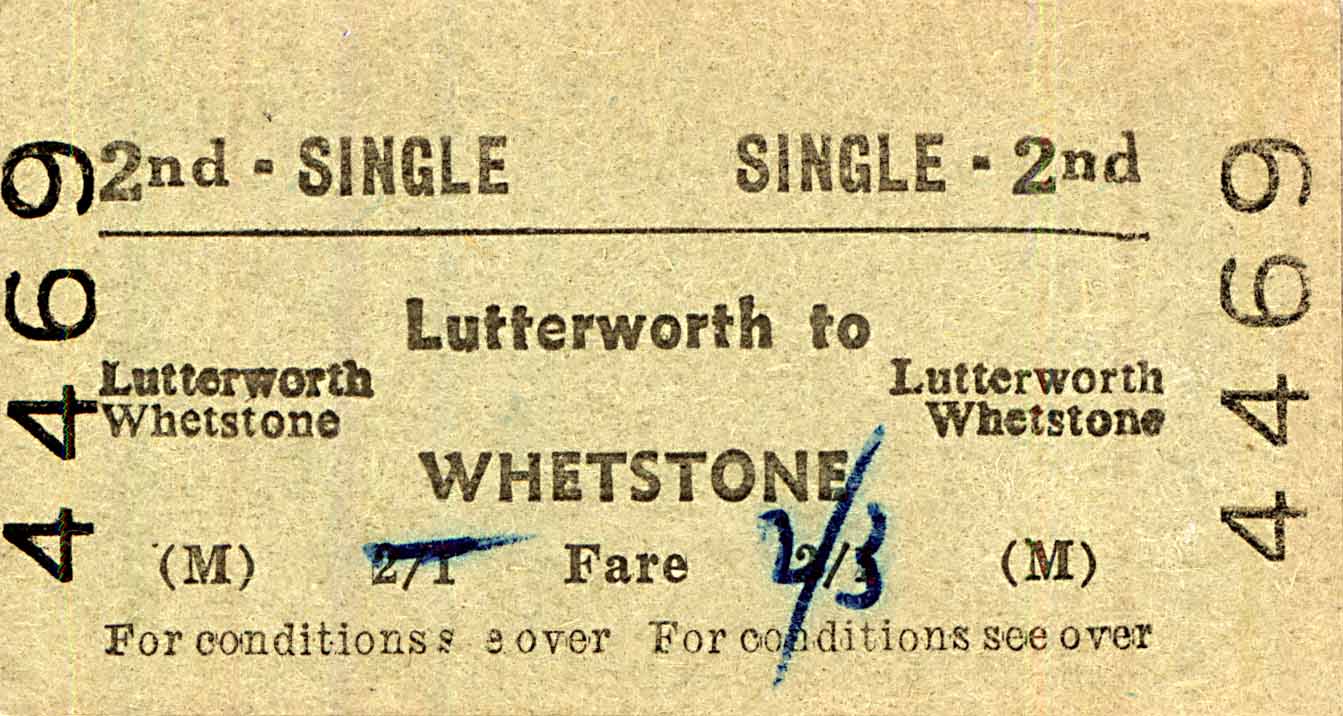 2nd - SINGLE SINGLE - 2nd
Lutterworth to
Lutterworth Lutterworth
Whetstone Whetstone
WHETSTONE
(M) 2/1 Fare 2/3 (M)
For conditions s e over For conditions see over
4469 4469